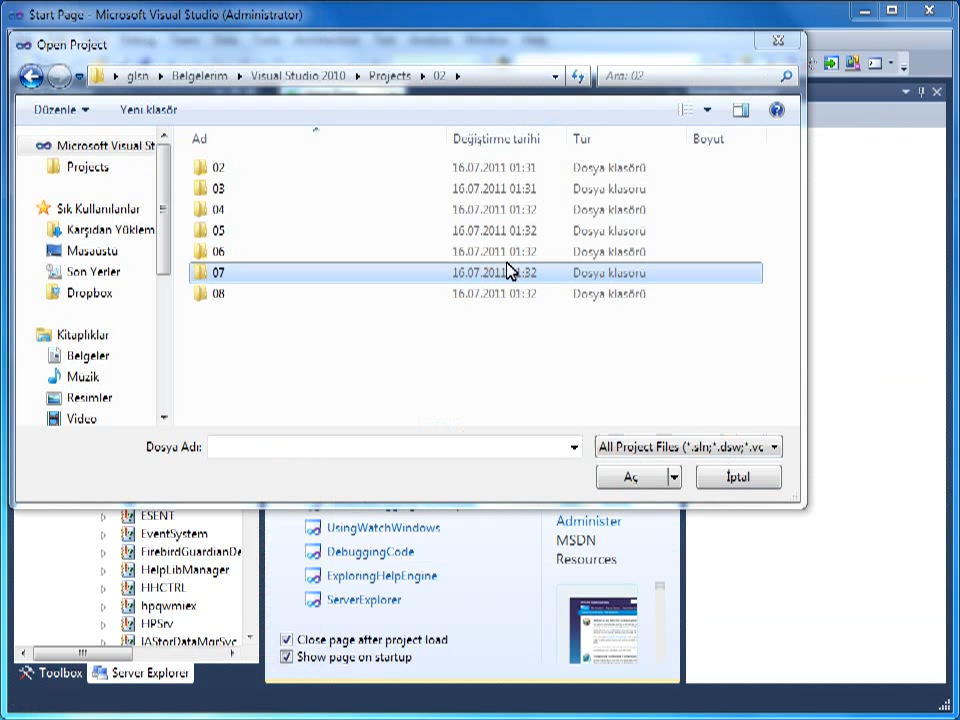 Start Page - Microsoft Visual Studio (Administrator)
Open Project
glsn Belgelerim Visual Studio 2010 Projects 02
Ara: 02
Düzenle Yeni klasör
Ad Değiştirme tarihi Tür Boyut
Microsoft Visual St
Projects
Sık Kullanılanlar
Karşıdan Yüklem
Masaüstü
Son Yerler
Dropbox
Kitaplıklar
Belgeler
Müzik
Resimler
Video
02 16.07.2011 01:31 Dosya klasörü
03 16.07.2011 01:31 Dosya klasörü
04 16.07.2011 01:32 Dosya klasörü
05 16.07.2011 01:32 Dosya klasörü
06 16.07.2011 01:32 Dosya klasörü
07 16.07.2011 01:32 Dosya klasörü
08 16.07.2011 01:32 Dosya klasörü
Dosya Adı:
All Project Files (*.sln;*.dsw;*.vc
Aç İptal
ESENT
EventSystem
FirebirdGuardianDe
HelpLibManager
HHCTRL
hpqwmiex
HPSrv
IAStorDataMgrSvc
Toolbox Server Explorer
UsingWatchWindows
DebuggingCode
ExploringHelpEngine
ServerExplorer
Close page after project load
Show page on startup
Administer
MSDN
Resources